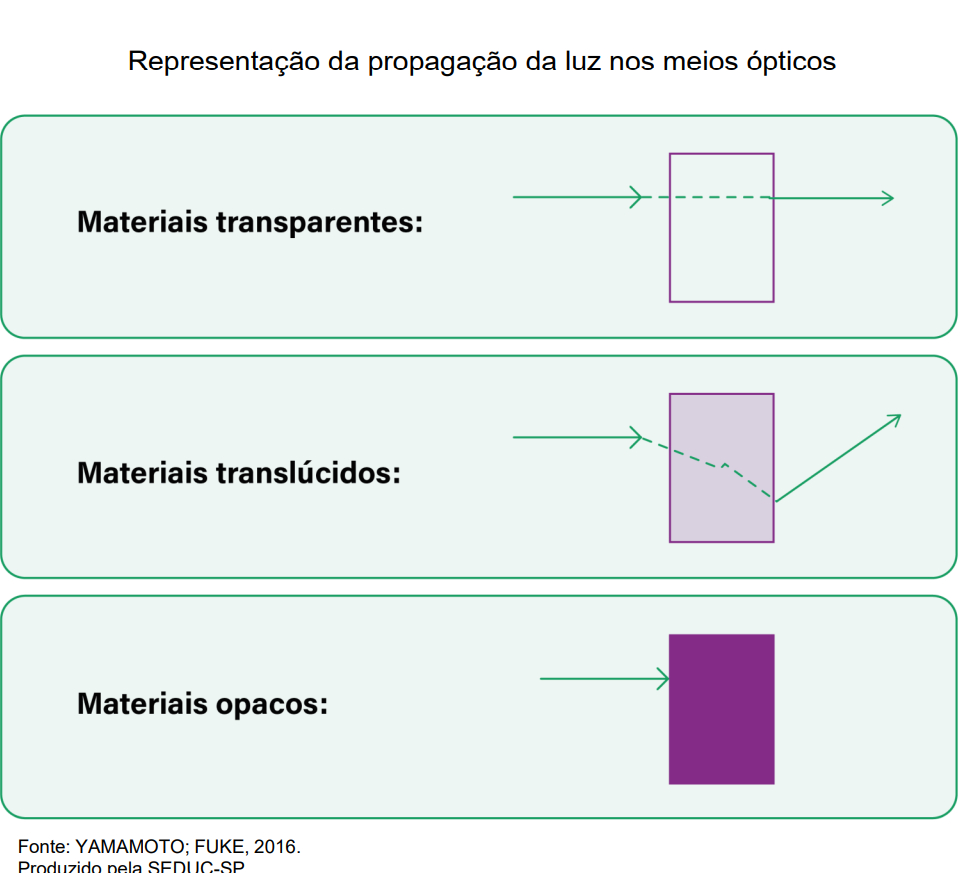 Representação da propagação da luz nos meios ópticos
Materiais transparentes:
Materiais translúcidos:
Materiais opacos:
Fonte: YAMAMOTO; FUKE, 2016.
Produzido pela SEDUC-SP